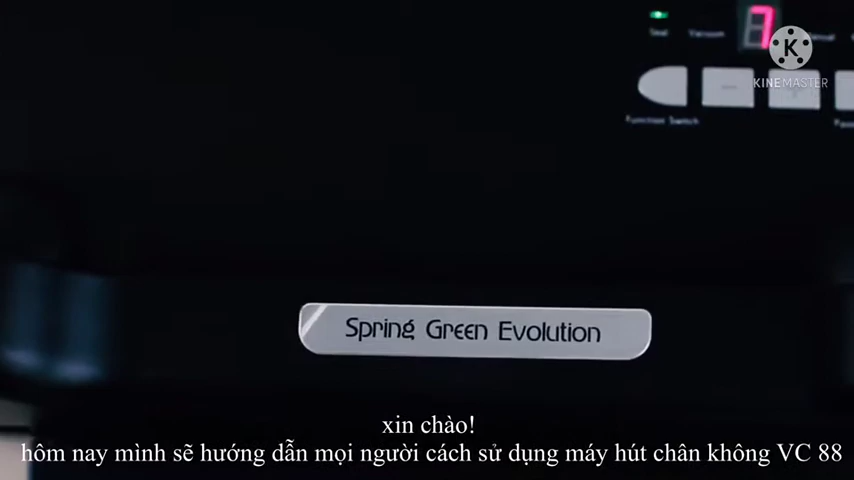 Seal Vacuum
7
KINEMASTER
Function Switch
Spring Green Evolution
xin chào!
hôm nay mình sẽ hướng dẫn mọi người cách sử dụng máy hút chân không VC 88